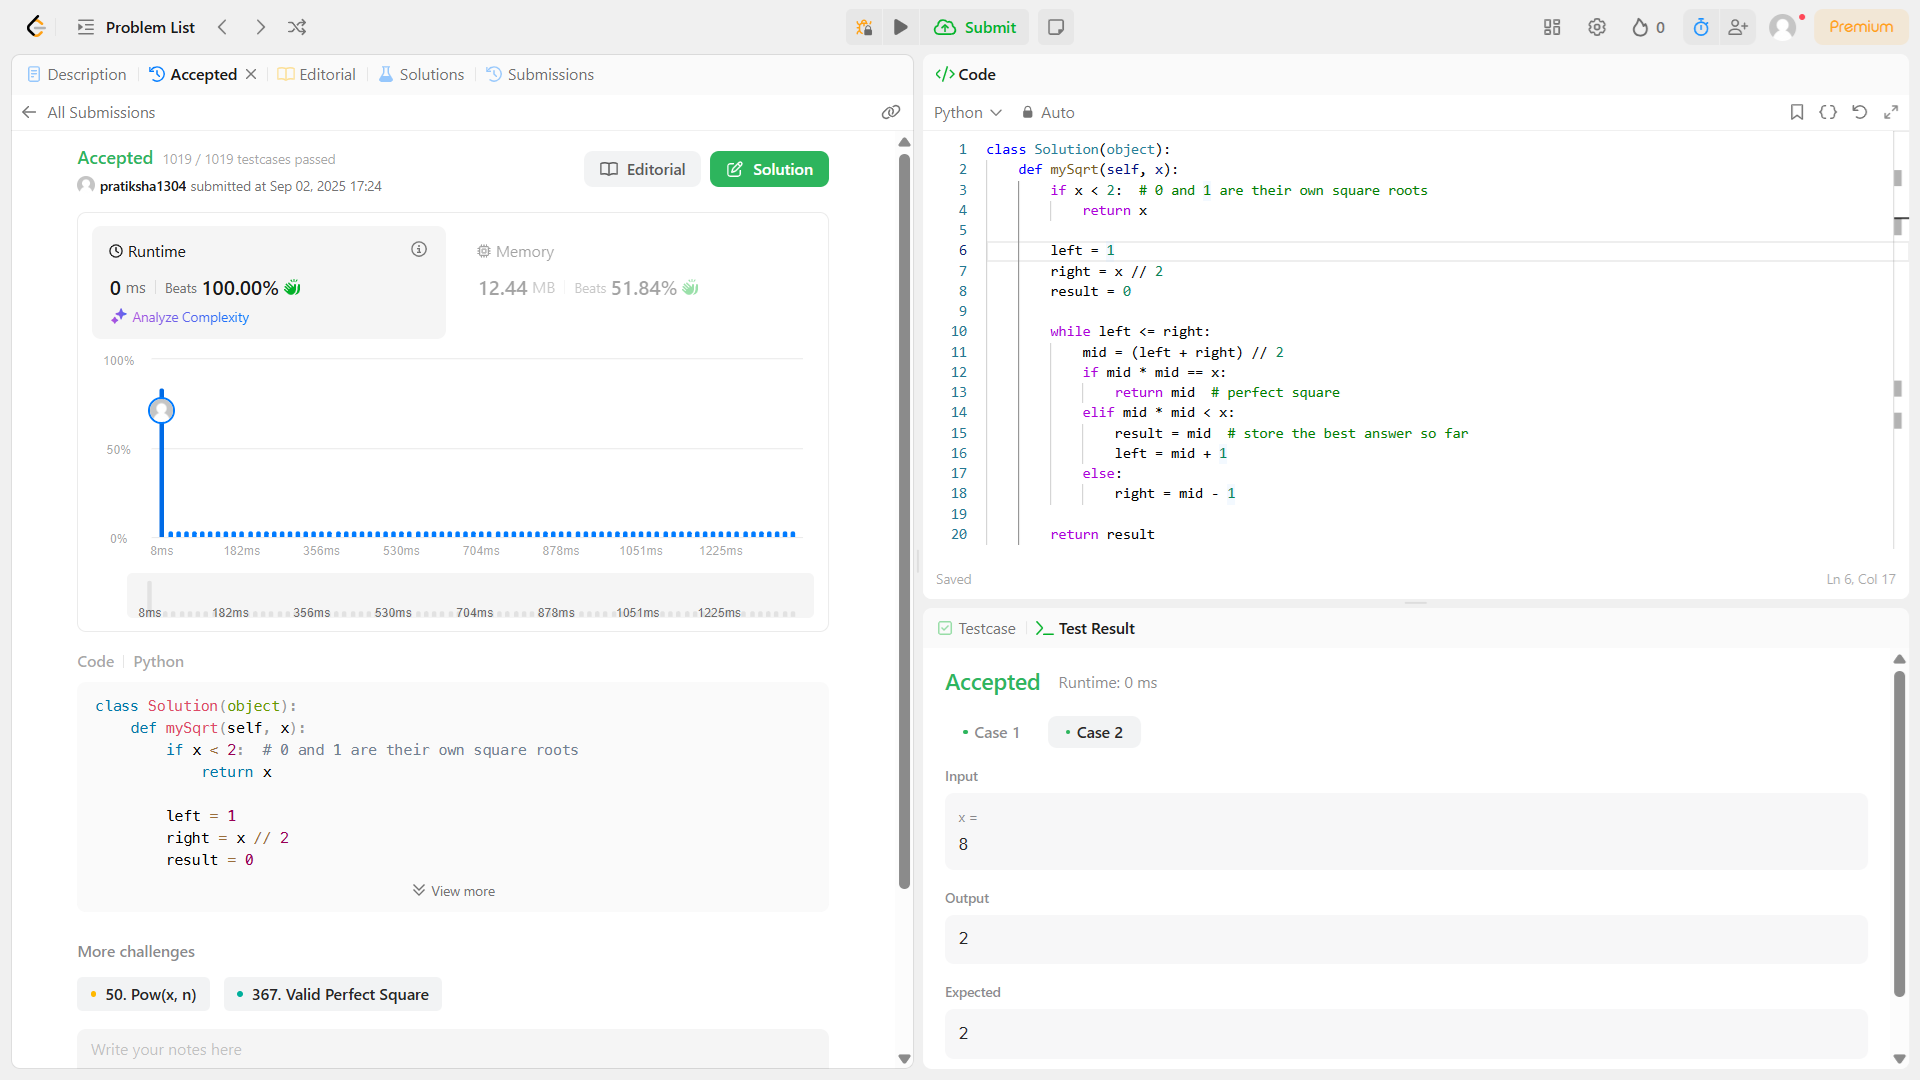 Problem List
Submit
0
Premium
Description
Accepted
Editorial
Solutions
Submissions
All Submissions
Accepted 1019 / 1019 testcases passed
pratiksha1304 submitted at Sep 02, 2025 17:24
Editorial
Solution
Runtime
0 ms Beats 100.00%
Analyze Complexity
Memory
12.44 MB Beats 51.84%
100%
50%
0%
8ms 182ms 356ms 530ms 704ms 878ms 1051ms 1225ms
8ms 182ms 356ms 530ms 704ms 878ms 1051ms 1225ms
Code Python
class Solution(object):
    def mySqrt(self, x):
        if x < 2:  # 0 and 1 are their own square roots
            return x
        left = 1
        right = x // 2
        result = 0
View more
More challenges
50. Pow(x, n)
367. Valid Perfect Square
Write your notes here
</> Code
Python Auto
1 class Solution(object):
2     def mySqrt(self, x):
3         if x < 2:  # 0 and 1 are their own square roots
4             return x
5
6         left = 1
7         right = x // 2
8         result = 0
9
10         while left <= right:
11             mid = (left + right) // 2
12             if mid * mid == x:
13                 return mid  # perfect square
14             elif mid * mid < x:
15                 result = mid  # store the best answer so far
16                 left = mid + 1
17             else:
18                 right = mid - 1
19
20         return result
Saved
Ln 6, Col 17
Testcase
Test Result
Accepted Runtime: 0 ms
Case 1
Case 2
Input
x =
8
Output
2
Expected
2